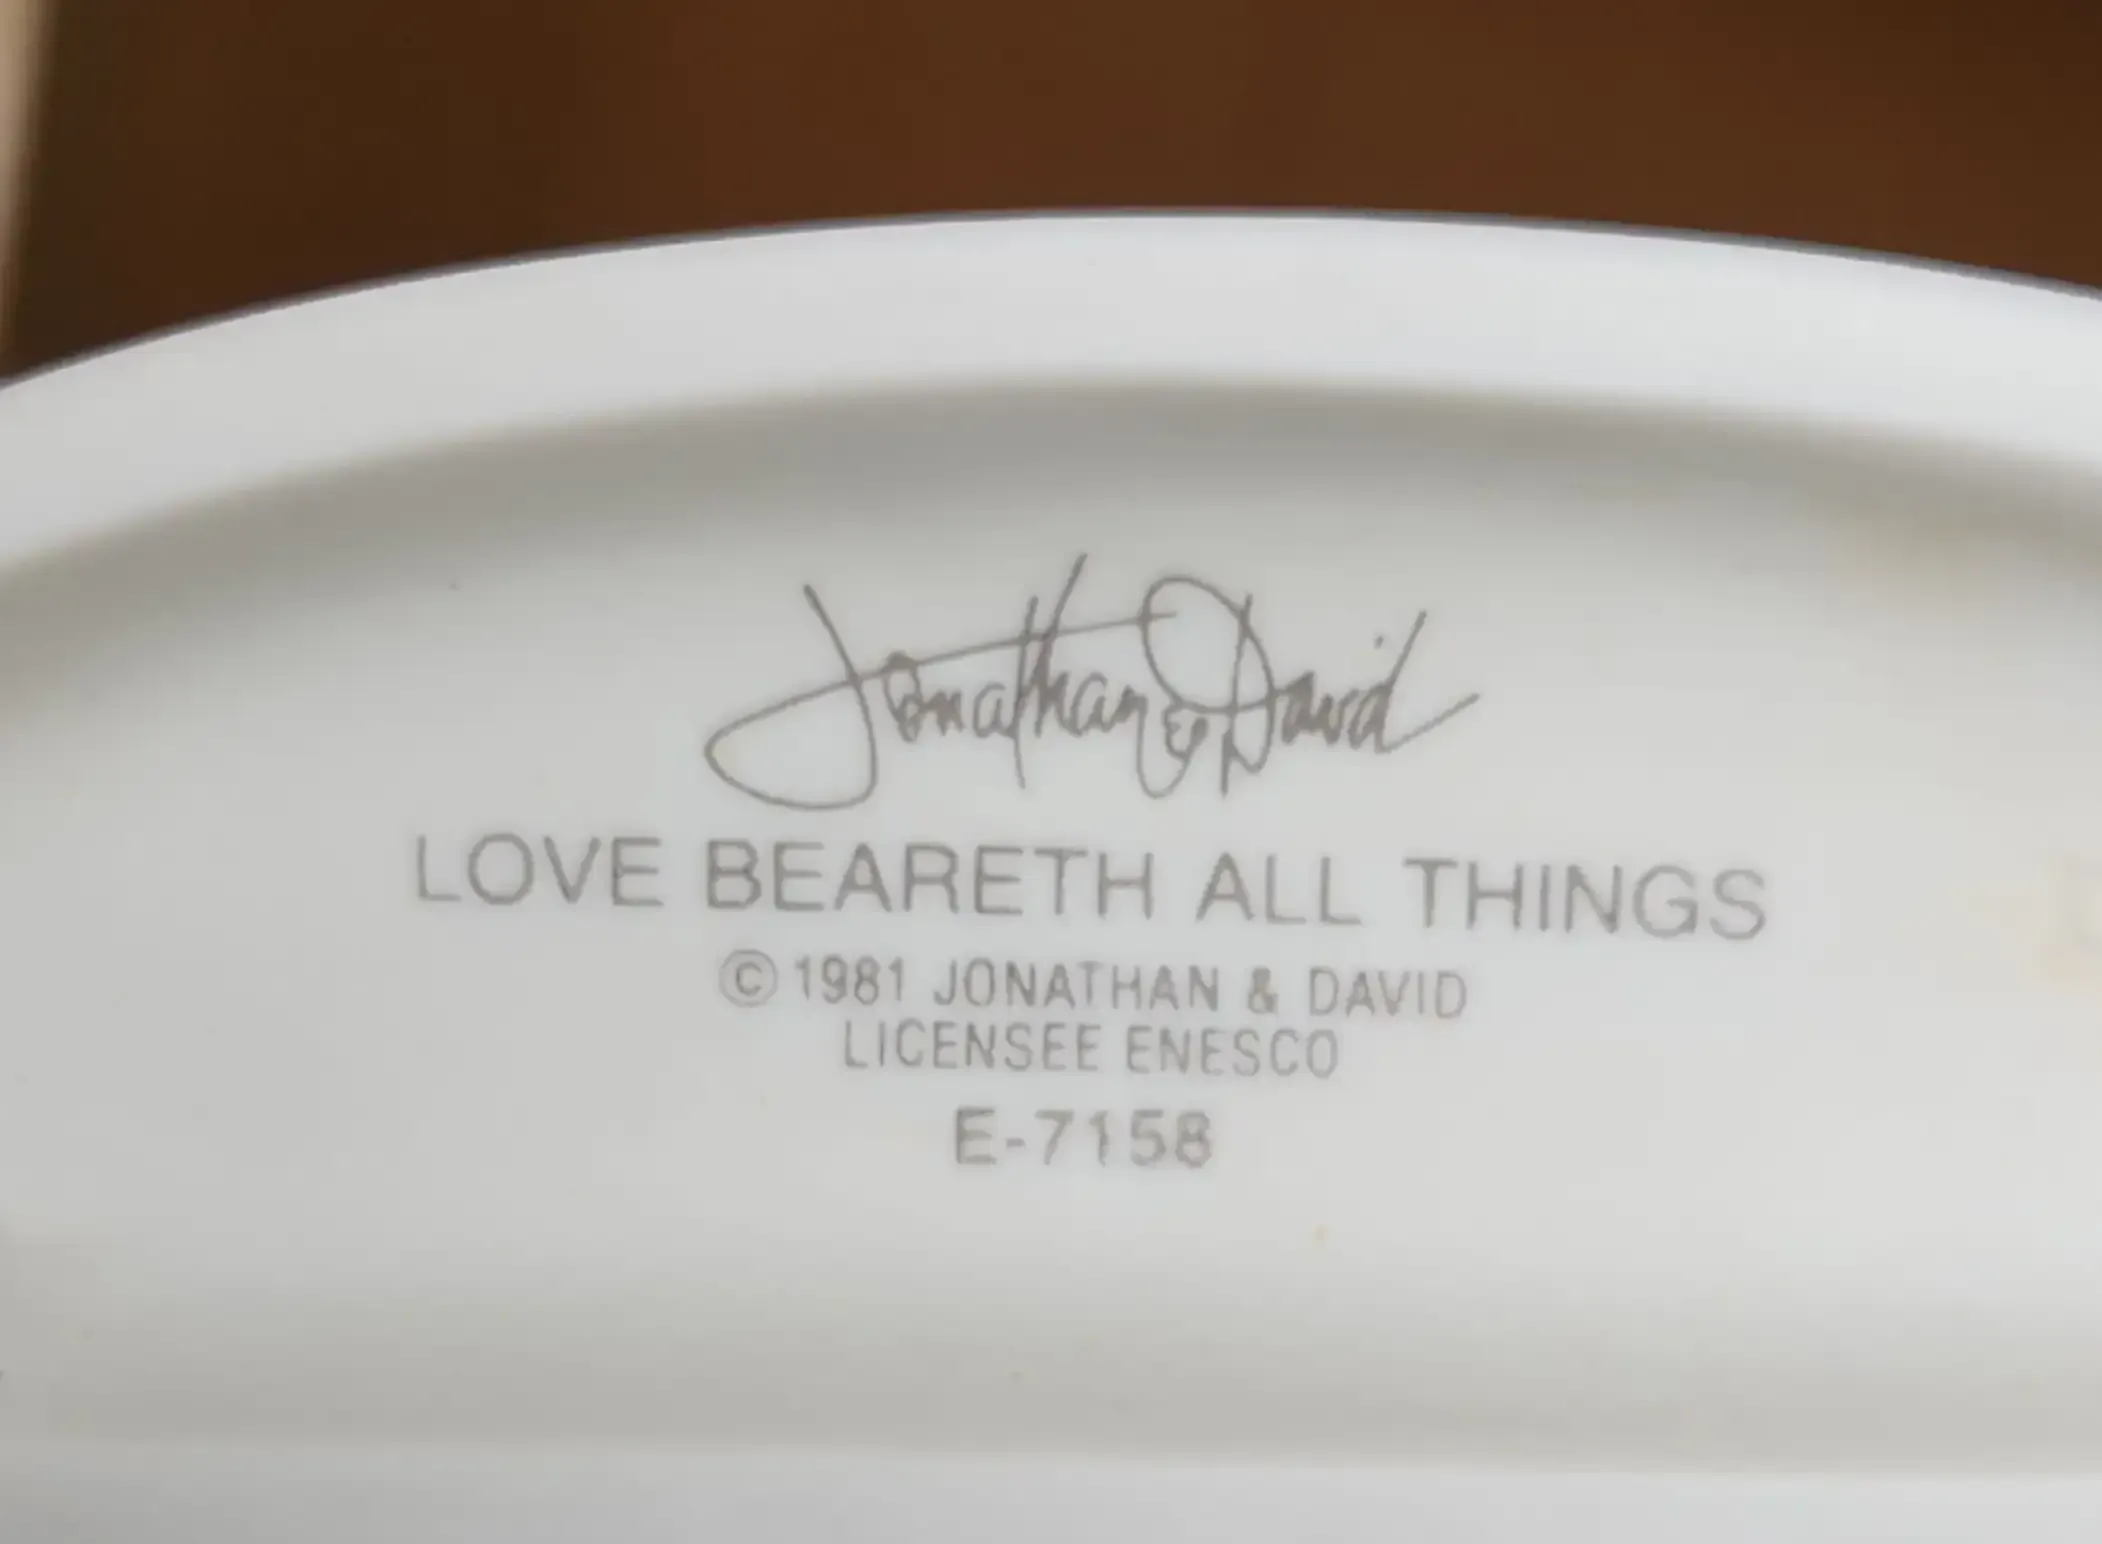 Jonathan & David
LOVE BEARETH ALL THINGS
© 1981 JONATHAN & DAVID
LICENSEE ENESCO
E-7158